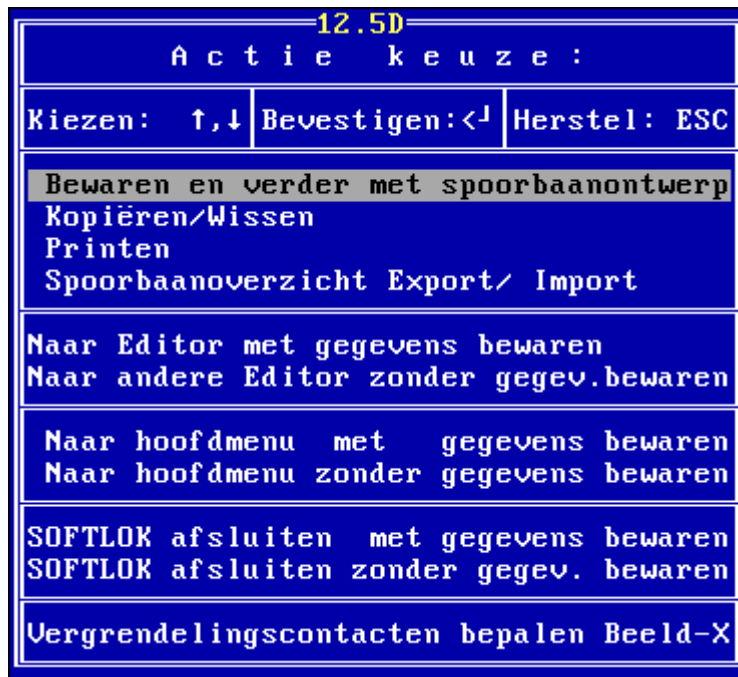 12.5D
A c t i e   k e u z e :
Kiezen: ↑,↓ Bevestigen:<┘ Herstel: ESC
Bewaren en verder met spoorbaanontwerp
Kopiëren/Wissen
Printen
Spoorbaanoverzicht Export/ Import
Naar Editor met gegevens bewaren
Naar andere Editor zonder gegev.bewaren
Naar hoofdmenu  met   gegevens bewaren
Naar hoofdmenu zonder gegevens bewaren
SOFTLOK afsluiten  met gegevens bewaren
SOFTLOK afsluiten zonder gegev. bewaren
Vergrendelingscontacten bepalen Beeld-X